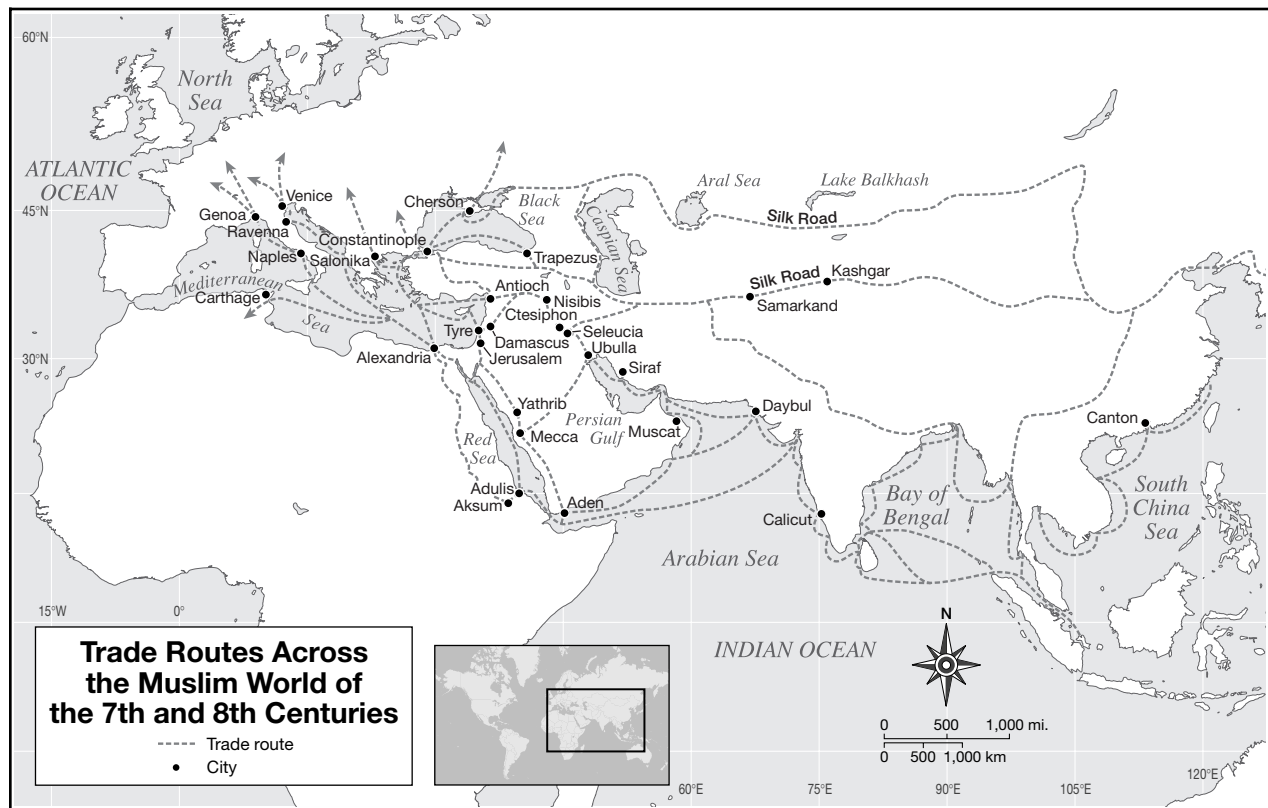 60°N
North
Sea
ATLANTIC
OCEAN
45°N
Venice
Genoa
Ravenna
Naples
Constantinople
Salonika
Cherson
Black
Sea
Caspian Sea
Aral Sea
Lake Balkhash
Silk Road
Silk Road
Kashgar
Samarkand
Trapezus
Mediterranean
Sea
Carthage
Antioch
Nisibis
Ctesiphon
Tyre
Seleucia
Damascus
Ubulla
Jerusalem
Alexandria
30°N
Siraf
Yathrib
Mecca
Persian
Gulf
Muscat
Daybul
Canton
Red
Sea
Adulis
Aksum
Aden
Calicut
Bay of
Bengal
South
China
Sea
Arabian Sea
INDIAN OCEAN
15°W
0°
Trade Routes Across
the Muslim World of
the 7th and 8th Centuries
Trade route
City
N
0 500 1,000 mi.
0 500 1,000 km
60°E
75°E
90°E
105°E
120°E